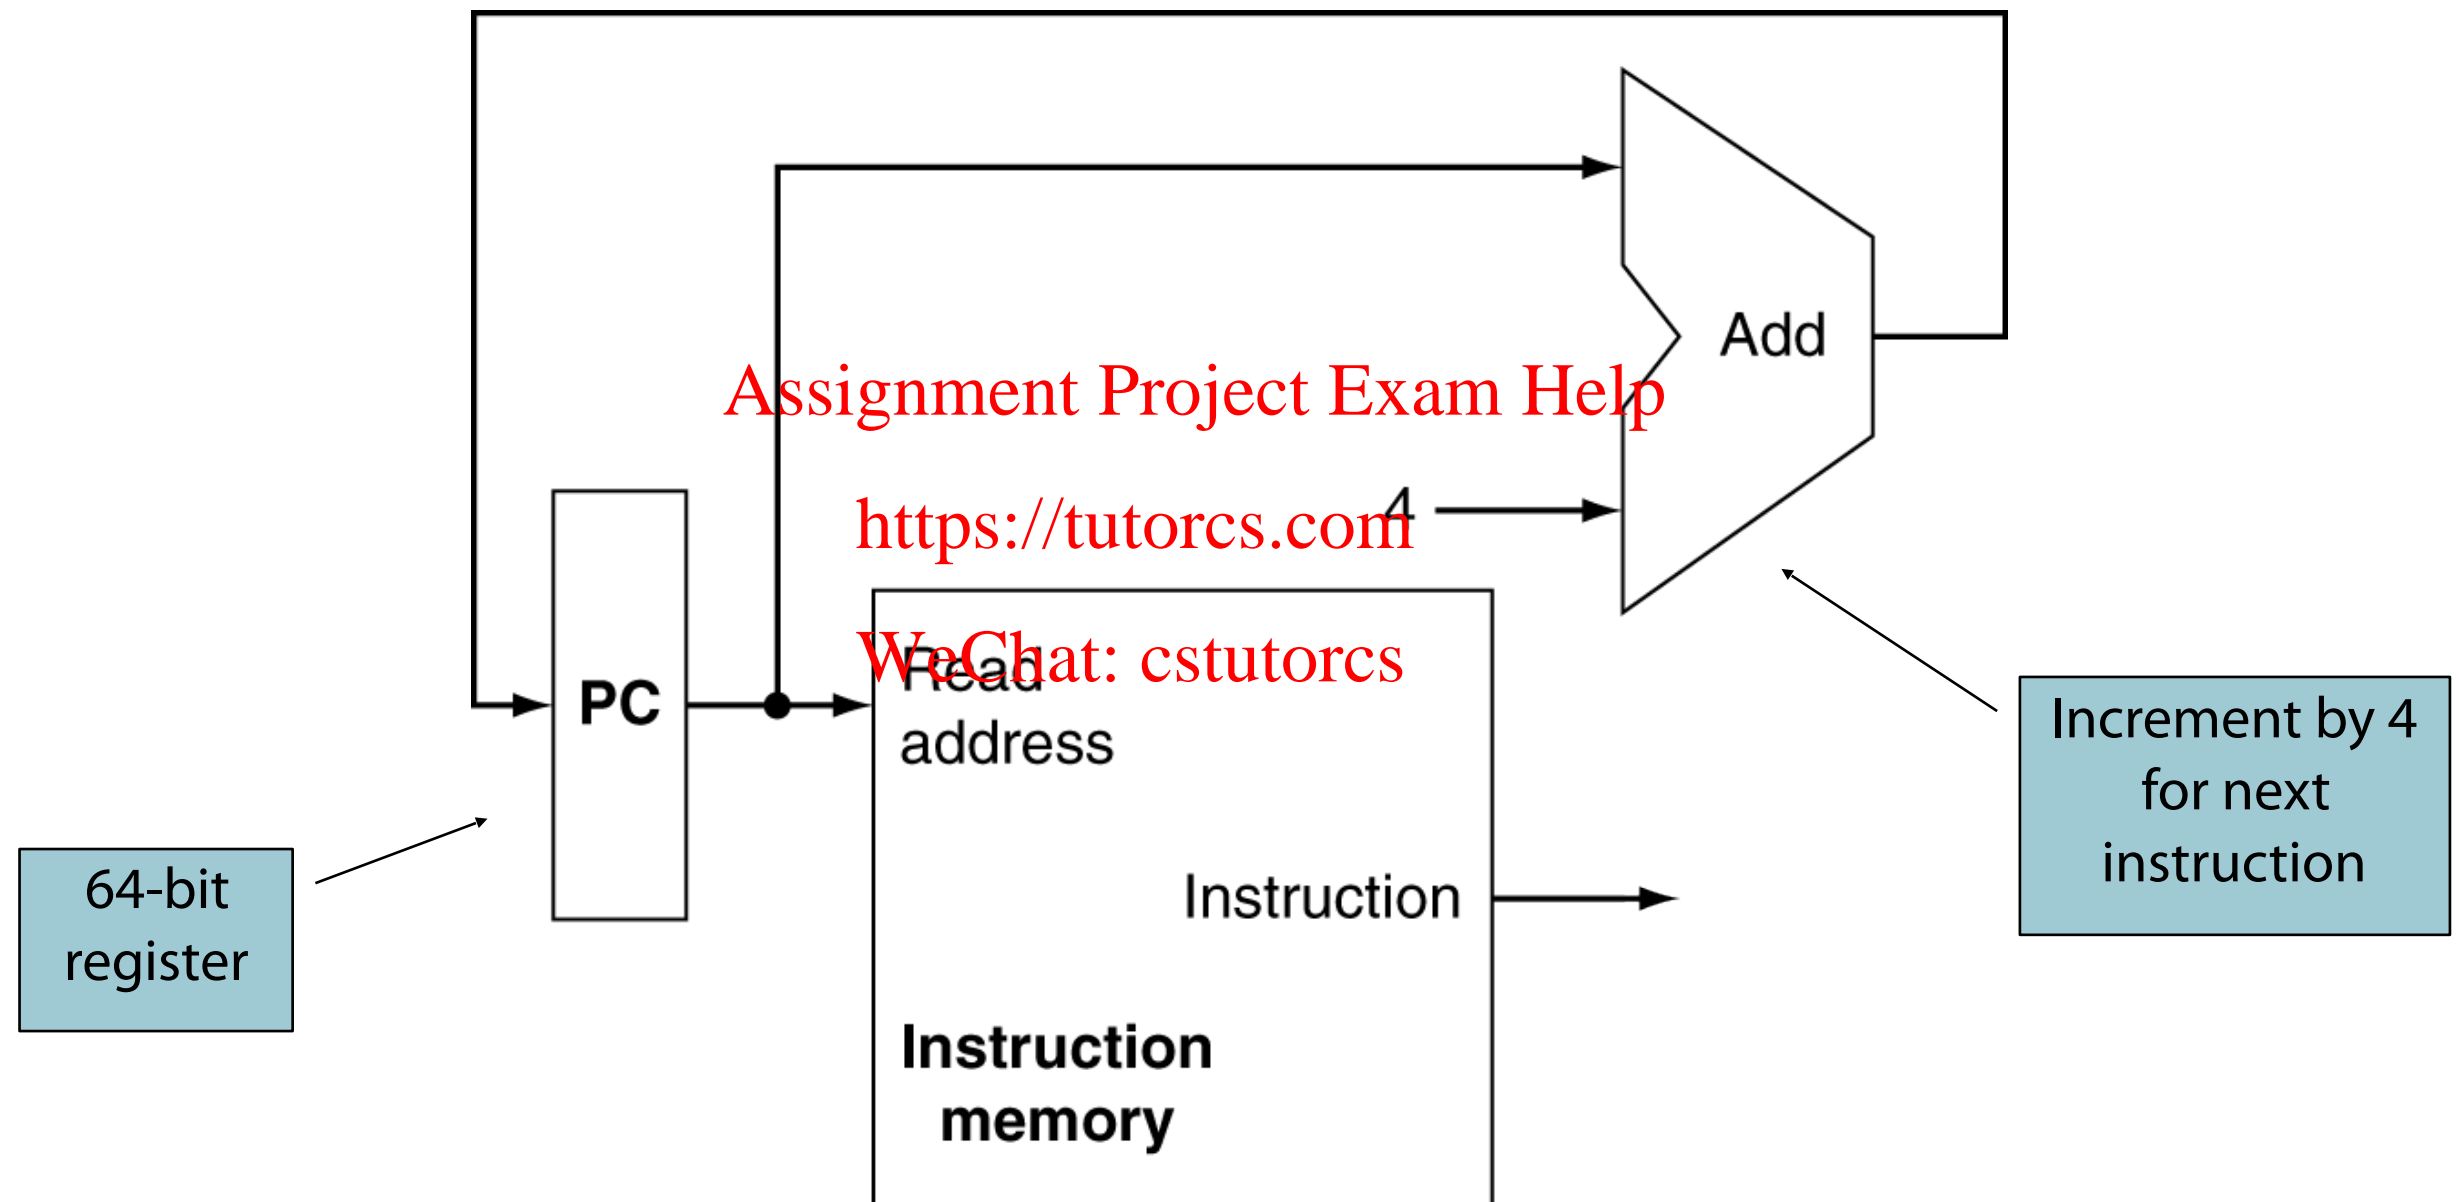 Add
Assignment Project Exam Help
4
https://tutorcs.com
WeChat: cstutorcs
Read
address
PC
Increment by 4
for next
instruction
64-bit
register
Instruction
Instruction
memory